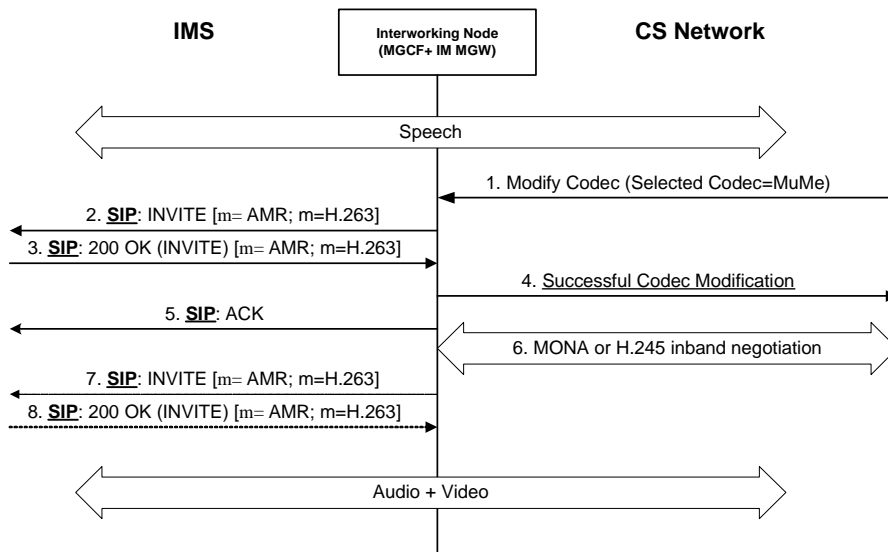 IMS
Interworking Node
(MGCF+ IM MGW)
CS Network
Speech
1. Modify Codec (Selected Codec=MuMe)
2. SIP: INVITE [m= AMR; m=H.263]
3. SIP: 200 OK (INVITE) [m= AMR; m=H.263]
4. Successful Codec Modification
5. SIP: ACK
6. MONA or H.245 inband negotiation
7. SIP: INVITE [m= AMR; m=H.263]
8. SIP: 200 OK (INVITE) [m= AMR; m=H.263]
Audio + Video